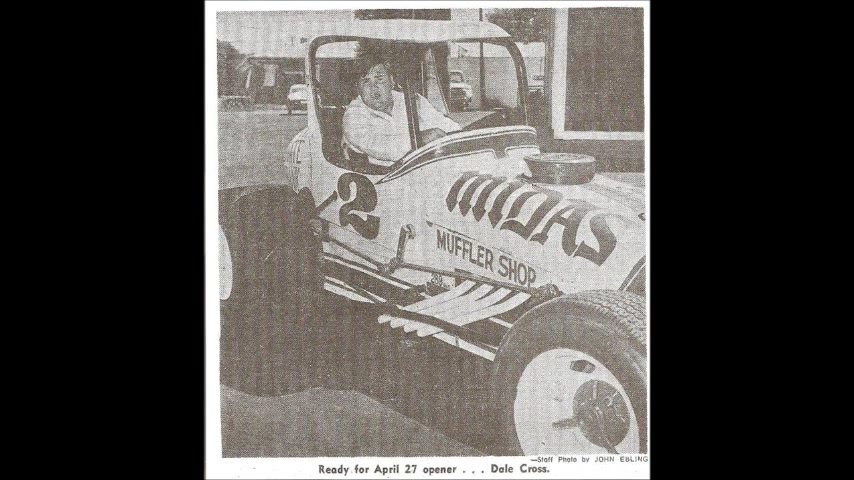 2
MIDAS
MUFFLER SHOP
—Staff Photo by JOHN EBLING
Ready for April 27 opener . . . Dale Cross.